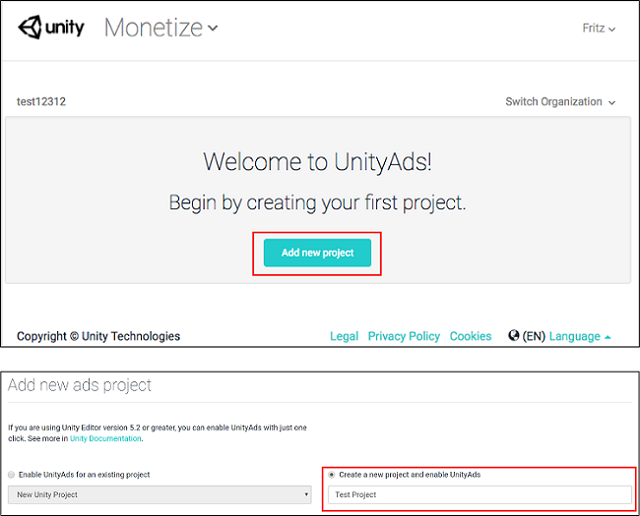 unity Monetize
Fritz
test12312
Switch Organization
Welcome to UnityAds!
Begin by creating your first project.
Add new project
Copyright © Unity Technologies
Legal Privacy Policy Cookies (EN) Language
Add new ads project
If you are using Unity Editor version 5.2 or greater, you can enable UnityAds with just one
click. See more in Unity Documentation.
Enable UnityAds for an existing project
New Unity Project
Create a new project and enable UnityAds
Test Project